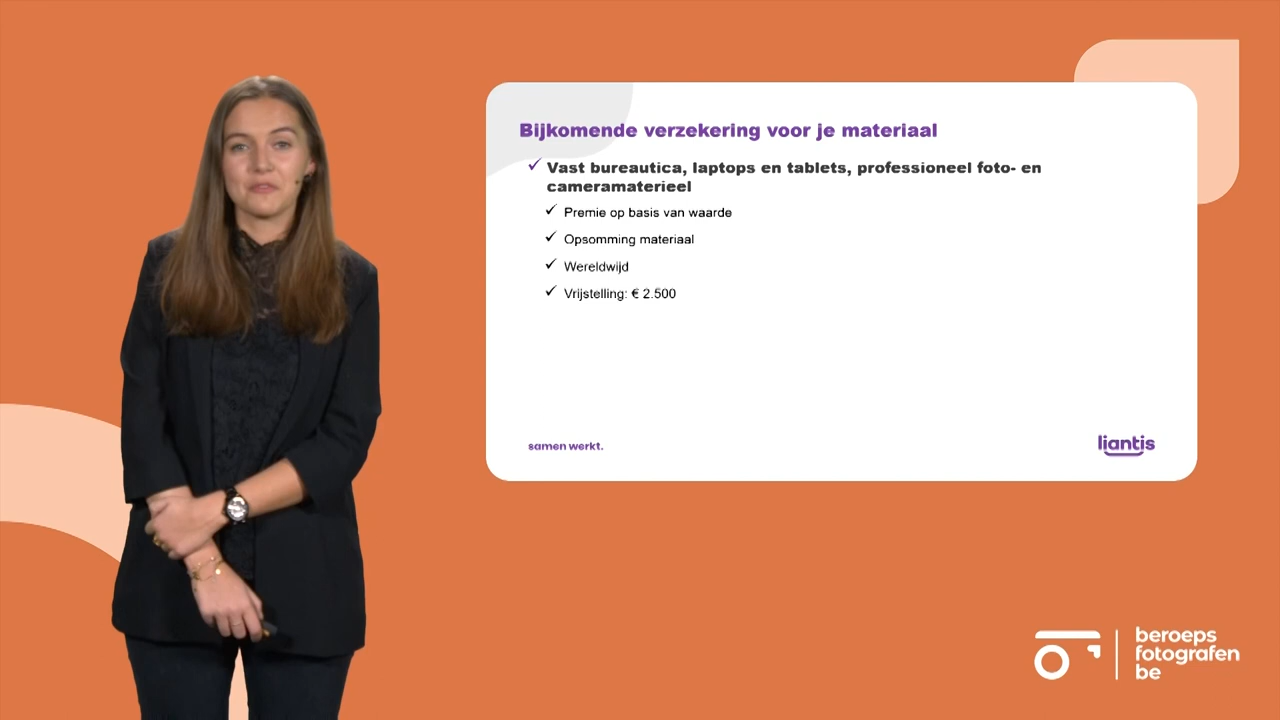 Bijkomende verzekering voor je materiaal
Vast bureautica, laptops en tablets, professioneel foto- en
cameramaterieel
Premie op basis van waarde
Opsomming materiaal
Wereldwijd
Vrijstelling: € 2.500
samen werkt.
liantis
beroeps
fotografen
be